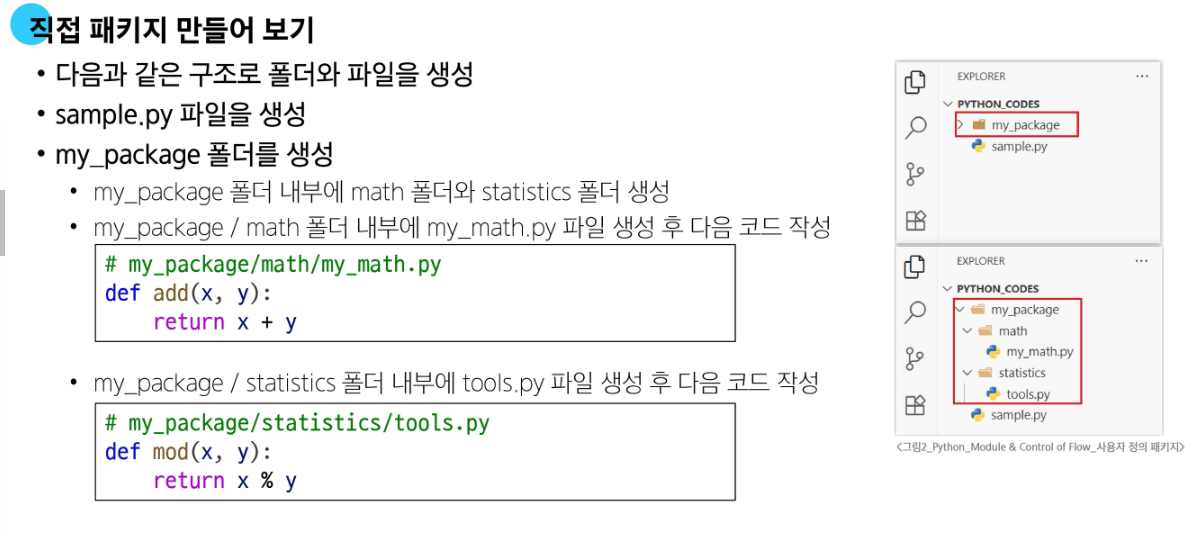 직접 패키지 만들어 보기
• 다음과 같은 구조로 폴더와 파일을 생성
• sample.py 파일을 생성
• my_package 폴더를 생성
• my_package 폴더 내부에 math 폴더와 statistics 폴더 생성
• my_package / math 폴더 내부에 my_math.py 파일 생성 후 다음 코드 작성
# my_package/math/my_math.py
def add(x, y):
    return x + y
• my_package / statistics 폴더 내부에 tools.py 파일 생성 후 다음 코드 작성
# my_package/statistics/tools.py
def mod(x, y):
    return x % y
EXPLORER ...
PYTHON_CODES
my_package
sample.py
EXPLORER ...
PYTHON_CODES
my_package
math
my_math.py
statistics
tools.py
sample.py
<그림2_Python_Module & Control of Flow_사용자 정의 패키지>